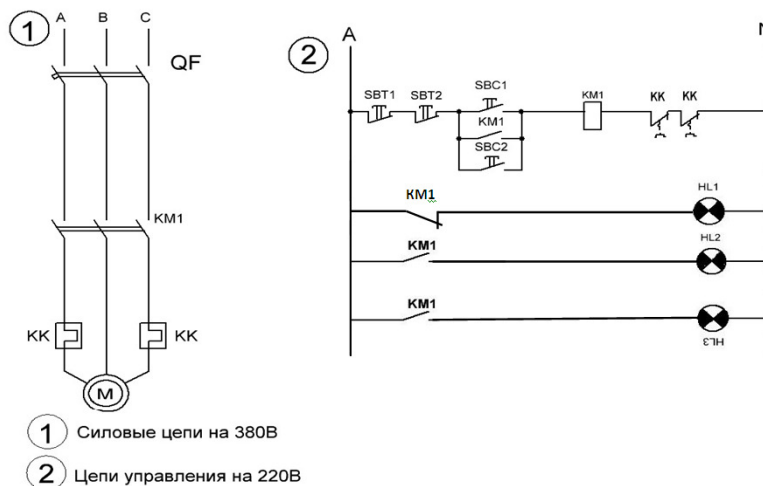 1
A B C
QF
KM1
KK KK
M
1 Силовые цепи на 380В
2 Цепи управления на 220В
2
A
N
SBT1 SBT2 SBC1 KM1 KK KK
KM1
SBC2
KM1 HL1
KM1 HL2
KM1 HL3